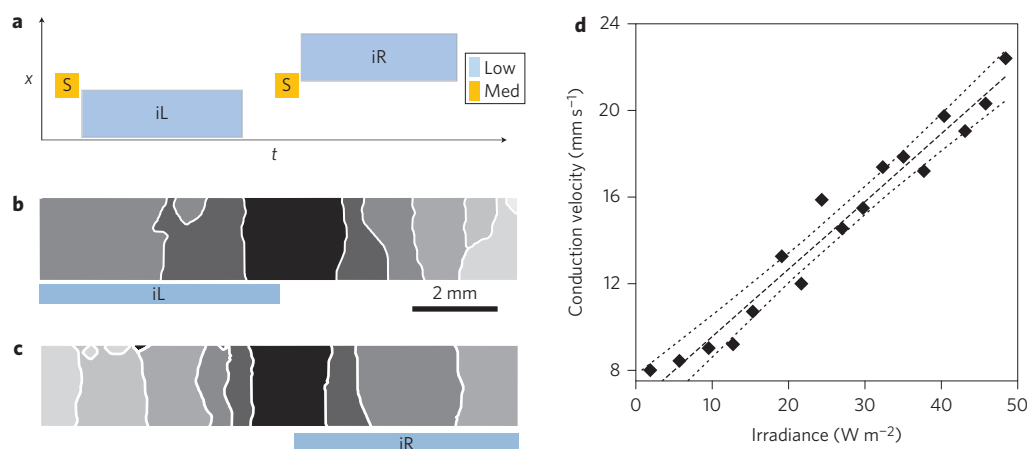 a
x
S
iL
S
iR
Low
Med
t
b
iL
2 mm
c
iR
d
Conduction velocity (mm s⁻¹)
24
20
16
12
8
0 10 20 30 40 50
Irradiance (W m⁻²)